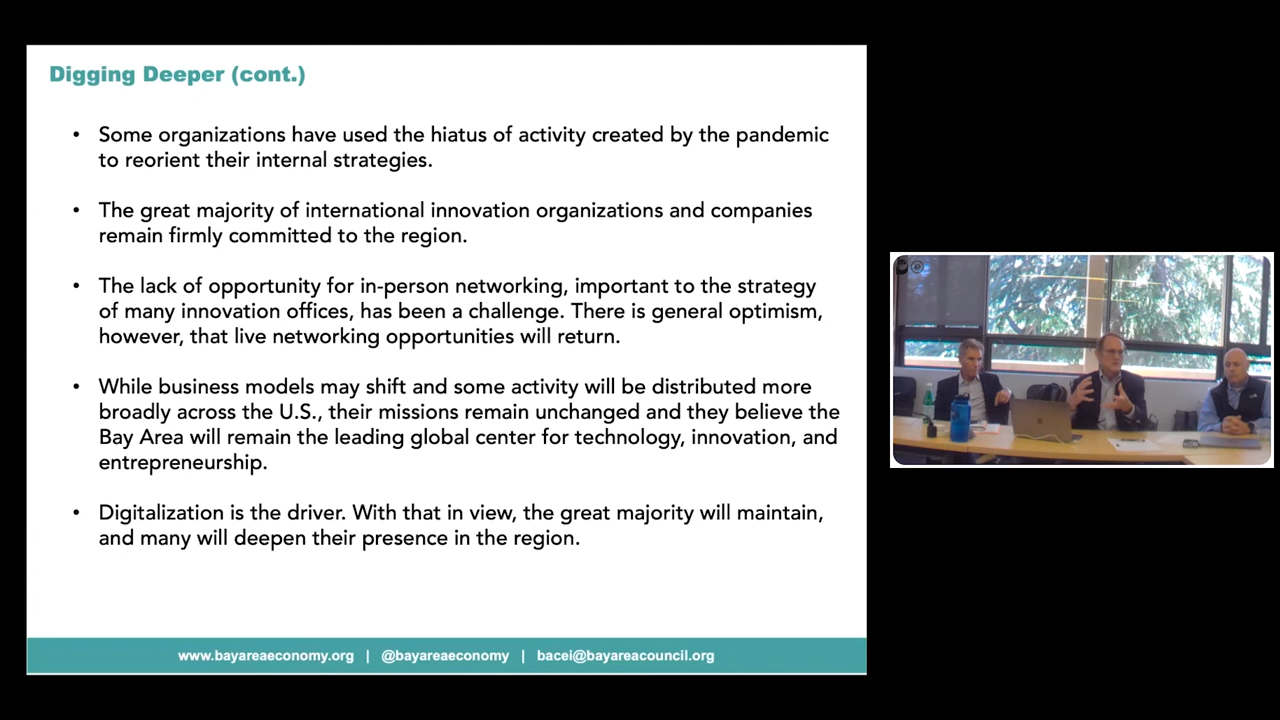 Digging Deeper (cont.)
• Some organizations have used the hiatus of activity created by the pandemic
to reorient their internal strategies.
• The great majority of international innovation organizations and companies
remain firmly committed to the region.
• The lack of opportunity for in-person networking, important to the strategy
of many innovation offices, has been a challenge. There is general optimism,
however, that live networking opportunities will return.
• While business models may shift and some activity will be distributed more
broadly across the U.S., their missions remain unchanged and they believe the
Bay Area will remain the leading global center for technology, innovation, and
entrepreneurship.
• Digitalization is the driver. With that in view, the great majority will maintain,
and many will deepen their presence in the region.
www.bayareaeconomy.org | @bayareaeconomy | bacei@bayareacouncil.org